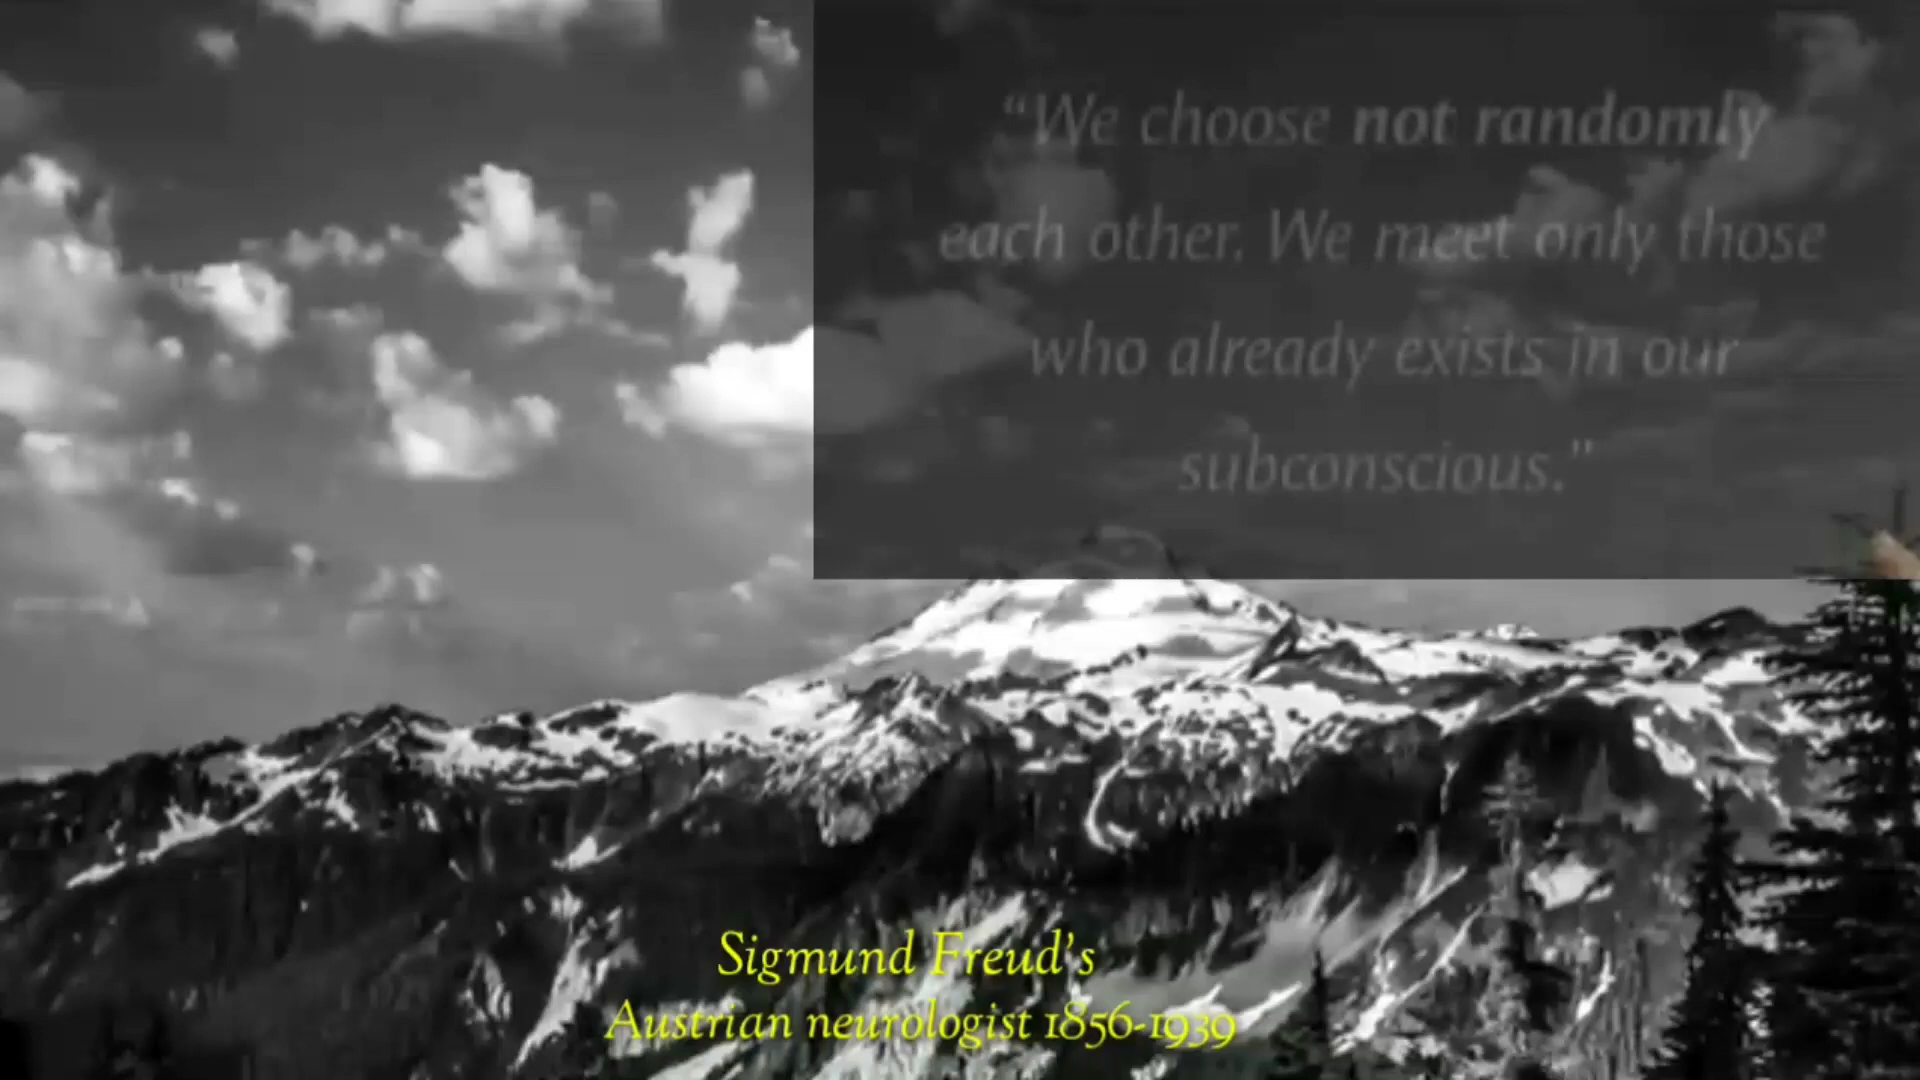 “We choose not randomly
each other. We meet only those
who already exists in our
subconscious."
Sigmund Freud's
Austrian neurologist 1856-1939